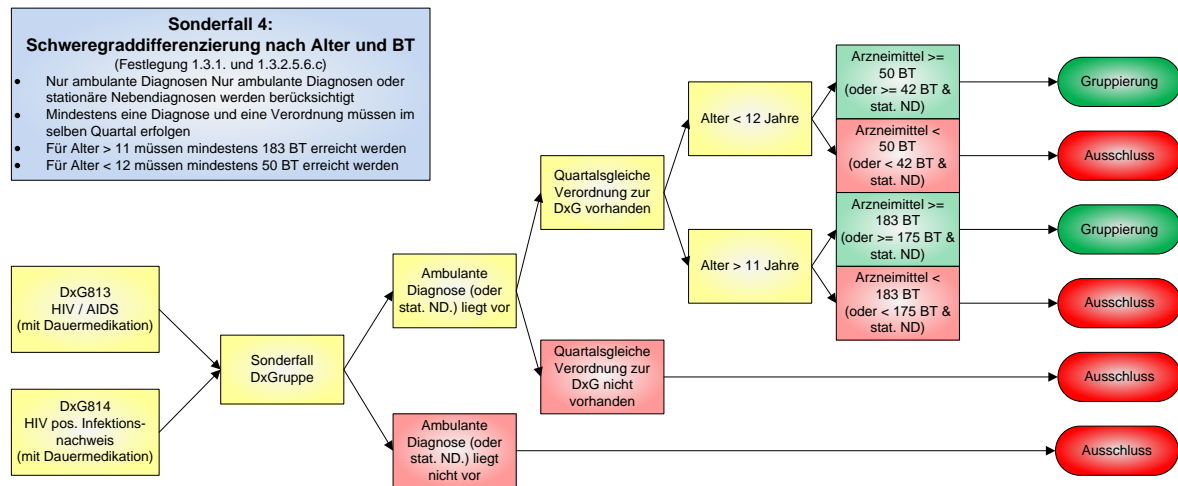 Sonderfall 4:
Schweregraddifferenzierung nach Alter und BT
(Festlegung 1.3.1. und 1.3.2.5.6.c)
• Nur ambulante Diagnosen Nur ambulante Diagnosen oder
stationäre Nebendiagnosen werden berücksichtigt
• Mindestens eine Diagnose und eine Verordnung müssen im
selben Quartal erfolgen
• Für Alter > 11 müssen mindestens 183 BT erreicht werden
• Für Alter < 12 müssen mindestens 50 BT erreicht werden
DxG813
HIV / AIDS
(mit Dauermedikation)
DxG814
HIV pos. Infektions-
nachweis
(mit Dauermedikation)
Sonderfall
DxGruppe
Ambulante
Diagnose (oder
stat. ND.) liegt vor
Ambulante
Diagnose (oder
stat. ND.) liegt
nicht vor
Quartalsgleiche
Verordnung zur
DxG vorhanden
Quartalsgleiche
Verordnung zur
DxG nicht
vorhanden
Alter < 12 Jahre
Alter > 11 Jahre
Arzneimittel >=
50 BT
(oder >= 42 BT &
stat. ND)
Arzneimittel <
50 BT
(oder < 42 BT &
stat. ND)
Arzneimittel >=
183 BT
(oder >= 175 BT &
stat. ND)
Arzneimittel <
183 BT
(oder < 175 BT &
stat. ND)
Gruppierung
Ausschluss
Gruppierung
Ausschluss
Ausschluss
Ausschluss